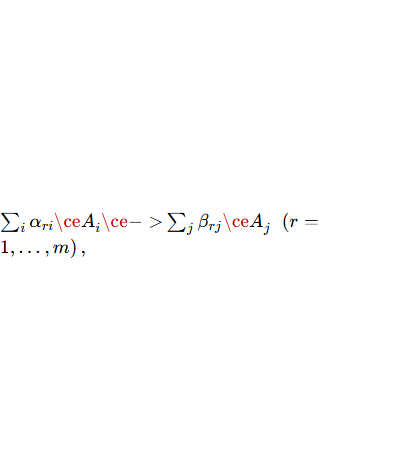 ∑ᵢ αᵣᵢ\ceAᵢ\ce− > ∑ⱼ βᵣⱼ\ceAⱼ (r =
1, … , m) ,